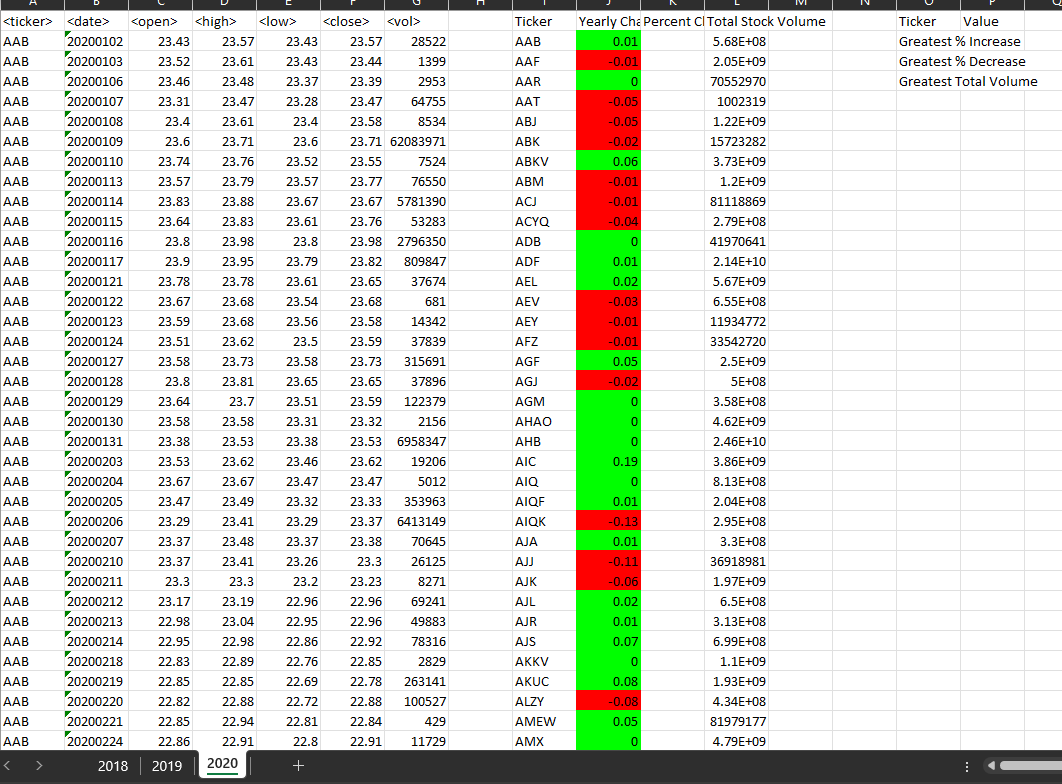 <ticker> <date> <open> <high> <low> <close> <vol> Ticker Yearly Cha Percent Cl Total Stock Volume Ticker Value
AAB 20200102 23.43 23.57 23.43 23.57 28522 AAB 0.01 5.68E+08 Greatest % Increase
AAB 20200103 23.52 23.61 23.43 23.44 1399 AAF -0.01 2.05E+09 Greatest % Decrease
AAB 20200106 23.46 23.48 23.37 23.39 2953 AAR 0 70552970 Greatest Total Volume
AAB 20200107 23.31 23.47 23.28 23.47 64755 AAT -0.05 1002319
AAB 20200108 23.4 23.61 23.4 23.58 8534 ABJ -0.05 1.22E+09
AAB 20200109 23.6 23.71 23.6 23.71 62083971 ABK -0.02 15723282
AAB 20200110 23.74 23.76 23.52 23.55 7524 ABKV 0.06 3.73E+09
AAB 20200113 23.57 23.79 23.57 23.77 76550 ABM -0.01 1.2E+09
AAB 20200114 23.83 23.88 23.67 23.67 5781390 ACJ -0.01 81118869
AAB 20200115 23.64 23.83 23.61 23.76 53283 ACYQ -0.04 2.79E+08
AAB 20200116 23.8 23.98 23.8 23.98 2796350 ADB 0 41970641
AAB 20200117 23.9 23.95 23.79 23.82 809847 ADF 0.01 2.14E+10
AAB 20200121 23.78 23.78 23.61 23.65 37674 AEL 0.02 5.67E+09
AAB 20200122 23.67 23.68 23.54 23.68 681 AEV -0.03 6.55E+08
AAB 20200123 23.59 23.68 23.56 23.58 14342 AEY -0.01 11934772
AAB 20200124 23.51 23.62 23.5 23.59 37839 AFZ -0.01 33542720
AAB 20200127 23.58 23.73 23.58 23.73 315691 AGF 0.05 2.5E+09
AAB 20200128 23.8 23.81 23.65 23.65 37896 AGJ -0.02 5E+08
AAB 20200129 23.64 23.7 23.51 23.59 122379 AGM 0 3.58E+08
AAB 20200130 23.58 23.58 23.31 23.32 2156 AHAO 0 4.62E+09
AAB 20200131 23.38 23.53 23.38 23.53 6958347 AHB 0 2.46E+10
AAB 20200203 23.53 23.62 23.46 23.62 19206 AIC 0.19 3.86E+09
AAB 20200204 23.67 23.67 23.47 23.47 5012 AIQ 0 8.13E+08
AAB 20200205 23.47 23.49 23.32 23.33 353963 AIQF 0.01 2.04E+08
AAB 20200206 23.29 23.41 23.29 23.37 6413149 AIQK -0.13 2.95E+08
AAB 20200207 23.37 23.48 23.37 23.38 70645 AJA 0.01 3.3E+08
AAB 20200210 23.37 23.41 23.26 23.3 26125 AJJ -0.11 36918981
AAB 20200211 23.3 23.3 23.2 23.23 8271 AJK -0.06 1.97E+09
AAB 20200212 23.17 23.19 22.96 22.96 69241 AJL 0.02 6.5E+08
AAB 20200213 22.98 23.04 22.95 22.96 49883 AJR 0.01 3.13E+08
AAB 20200214 22.95 22.98 22.86 22.92 78316 AJS 0.07 6.99E+08
AAB 20200218 22.83 22.89 22.76 22.85 2829 AKKV 0 1.1E+09
AAB 20200219 22.85 22.85 22.69 22.78 263141 AKUC 0.08 1.93E+09
AAB 20200220 22.82 22.88 22.72 22.88 100527 ALZY -0.08 4.34E+08
AAB 20200221 22.85 22.94 22.81 22.84 429 AMEW 0.05 81979177
AAB 20200224 22.86 22.91 22.8 22.91 11729 AMX 0 4.79E+09
2018 2019 2020